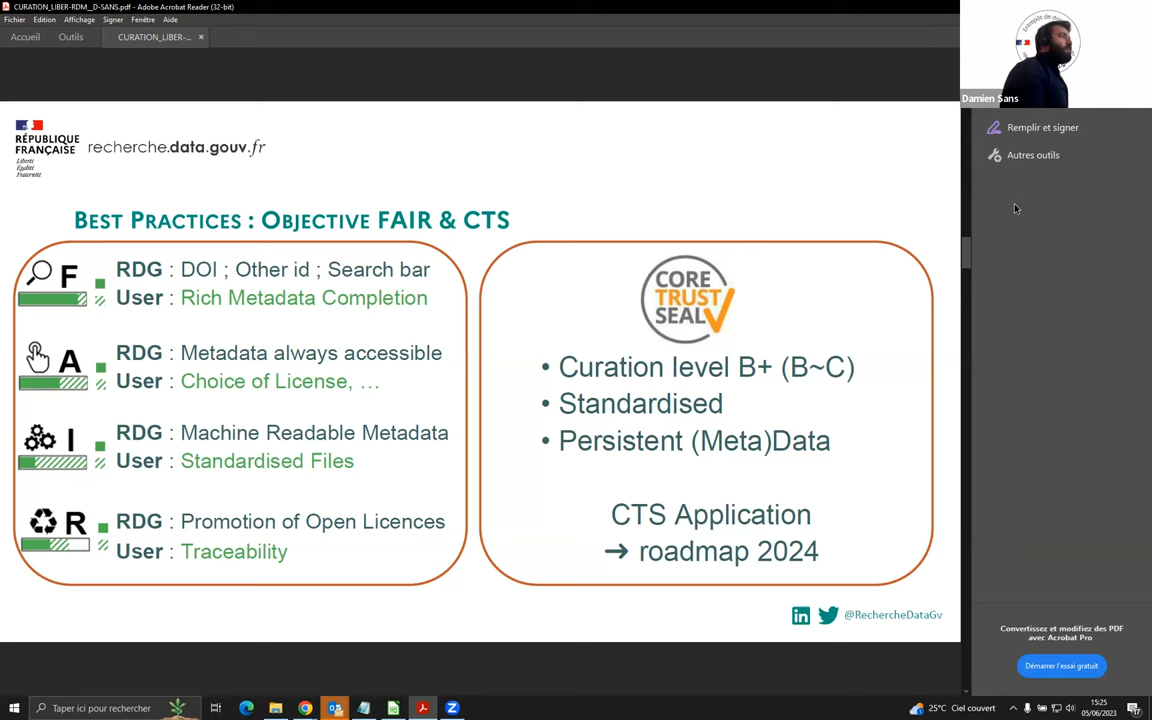 CURATION_LIBER-RDM__D-SANS.pdf - Adobe Acrobat Reader (32-bit)
Fichier Edition Affichage Signer Fenêtre Aide
Accueil Outils CURATION_LIBER-... ×
Damien Sans
Remplir et signer
Autres outils
RÉPUBLIQUE
FRANÇAISE
Liberté
Égalité
Fraternité
recherche.data.gouv.fr
BEST PRACTICES : OBJECTIVE FAIR & CTS
F
RDG : DOI ; Other id ; Search bar
User : Rich Metadata Completion
A
RDG : Metadata always accessible
User : Choice of License, …
I
RDG : Machine Readable Metadata
User : Standardised Files
R
RDG : Promotion of Open Licences
User : Traceability
CORE
TRUST
SEAL
• Curation level B+ (B~C)
• Standardised
• Persistent (Meta)Data
CTS Application
➔ roadmap 2024
@RechercheDataGv
Convertissez et modifiez des PDF
avec Acrobat Pro
Démarrer l'essai gratuit
Taper ici pour rechercher
25°C Ciel couvert
15:25
05/06/2023